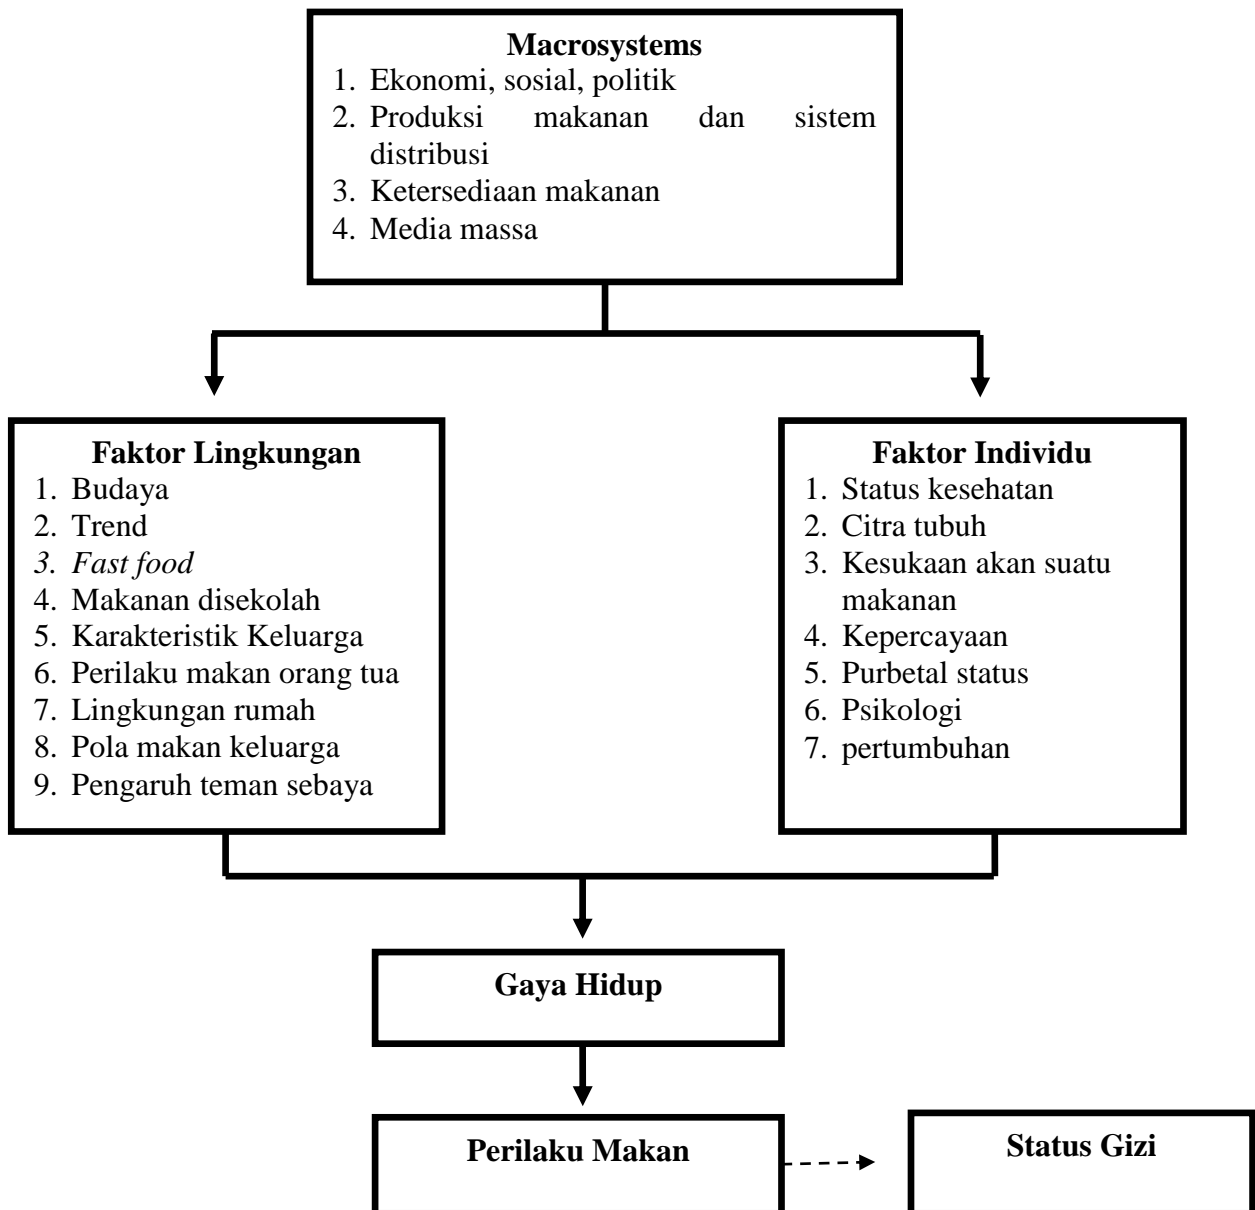 Macrosystems
1. Ekonomi, sosial, politik
2. Produksi makanan dan sistem
distribusi
3. Ketersediaan makanan
4. Media massa
Faktor Lingkungan
1. Budaya
2. Trend
3. Fast food
4. Makanan disekolah
5. Karakteristik Keluarga
6. Perilaku makan orang tua
7. Lingkungan rumah
8. Pola makan keluarga
9. Pengaruh teman sebaya
Faktor Individu
1. Status kesehatan
2. Citra tubuh
3. Kesukaan akan suatu
makanan
4. Kepercayaan
5. Purbetal status
6. Psikologi
7. pertumbuhan
Gaya Hidup
Perilaku Makan
Status Gizi